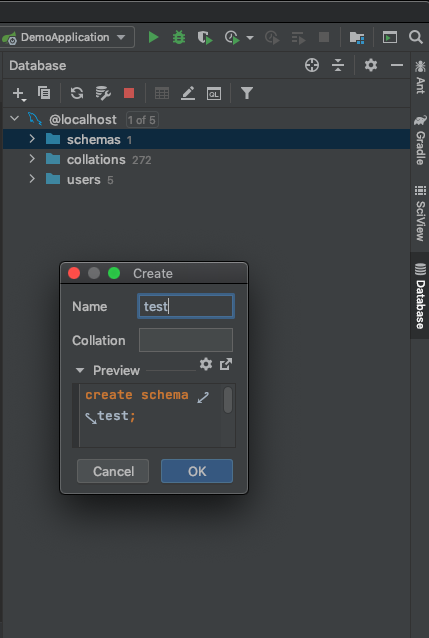 DemoApplication
Database
QL
@localhost 1 of 5
schemas 1
collations 272
users 5
Create
Name test
Collation
Preview
create schema
test;
Cancel OK
Ant
Gradle
SciView
Database